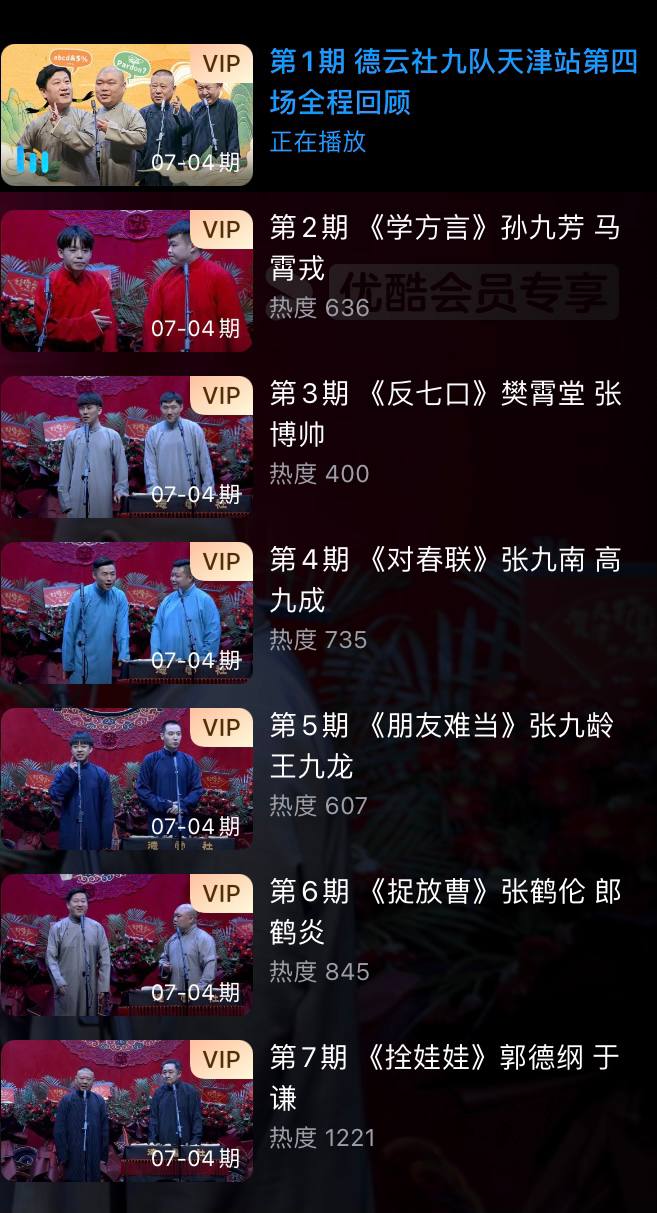 abcd&$%
Pardon?
VIP
07-04期
第1期 德云社九队天津站第四
场全程回顾
正在播放
VIP
07-04期
第2期 《学方言》孙九芳 马
霄戎
优酷会员专享
热度 636
VIP
07-04期
第3期 《反七口》樊霄堂 张
博帅
热度 400
VIP
07-04期
第4期 《对春联》张九南 高
九成
热度 735
VIP
07-04期
第5期 《朋友难当》张九龄
王九龙
热度 607
VIP
07-04期
第6期 《捉放曹》张鹤伦 郎
鹤炎
热度 845
VIP
07-04期
第7期 《拴娃娃》郭德纲 于
谦
热度 1221